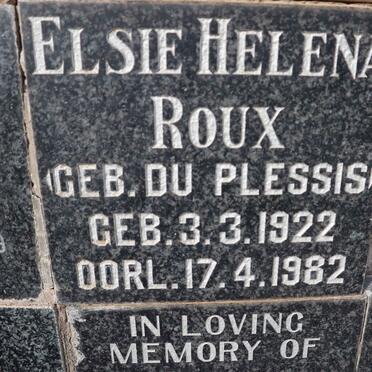 ELSIE HELENA
ROUX
(GEB. DU PLESSIS)
GEB. 3.3.1922
OORL. 17.4.1982
IN LOVING
MEMORY OF